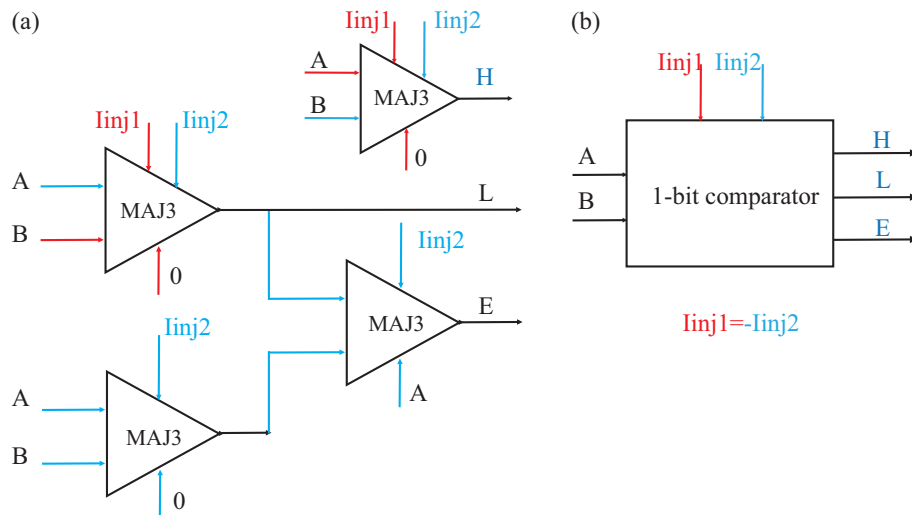 (a)
Iinj1 Iinj2
A
B
MAJ3
H
0
Iinj1 Iinj2
A
B
MAJ3
0
L
Iinj2
MAJ3
E
A
Iinj2
A
B
MAJ3
0
(b)
Iinj1 Iinj2
A
B
1-bit comparator
H
L
E
Iinj1=-Iinj2